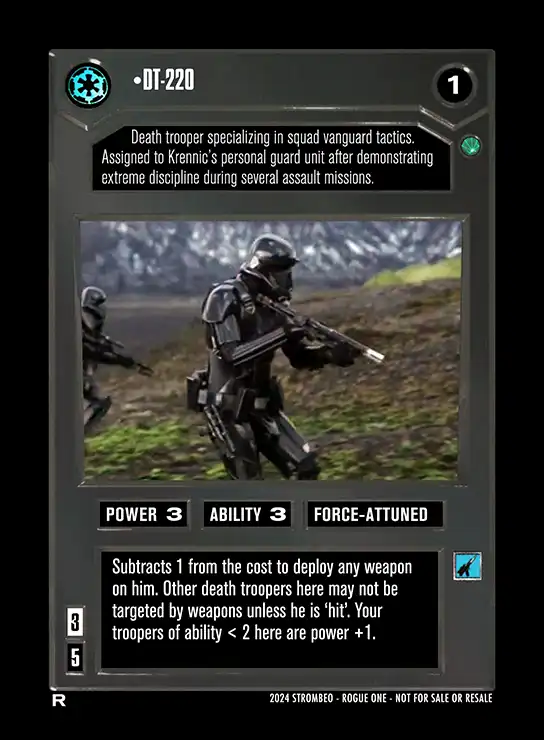 •DT-220
1
Death trooper specializing in squad vanguard tactics.
Assigned to Krennic's personal guard unit after demonstrating
extreme discipline during several assault missions.
POWER 3 ABILITY 3 FORCE-ATTUNED
Subtracts 1 from the cost to deploy any weapon
on him. Other death troopers here may not be
targeted by weapons unless he is 'hit'. Your
troopers of ability < 2 here are power +1.
3
5
R
2024 STROMBEO - ROGUE ONE - NOT FOR SALE OR RESALE